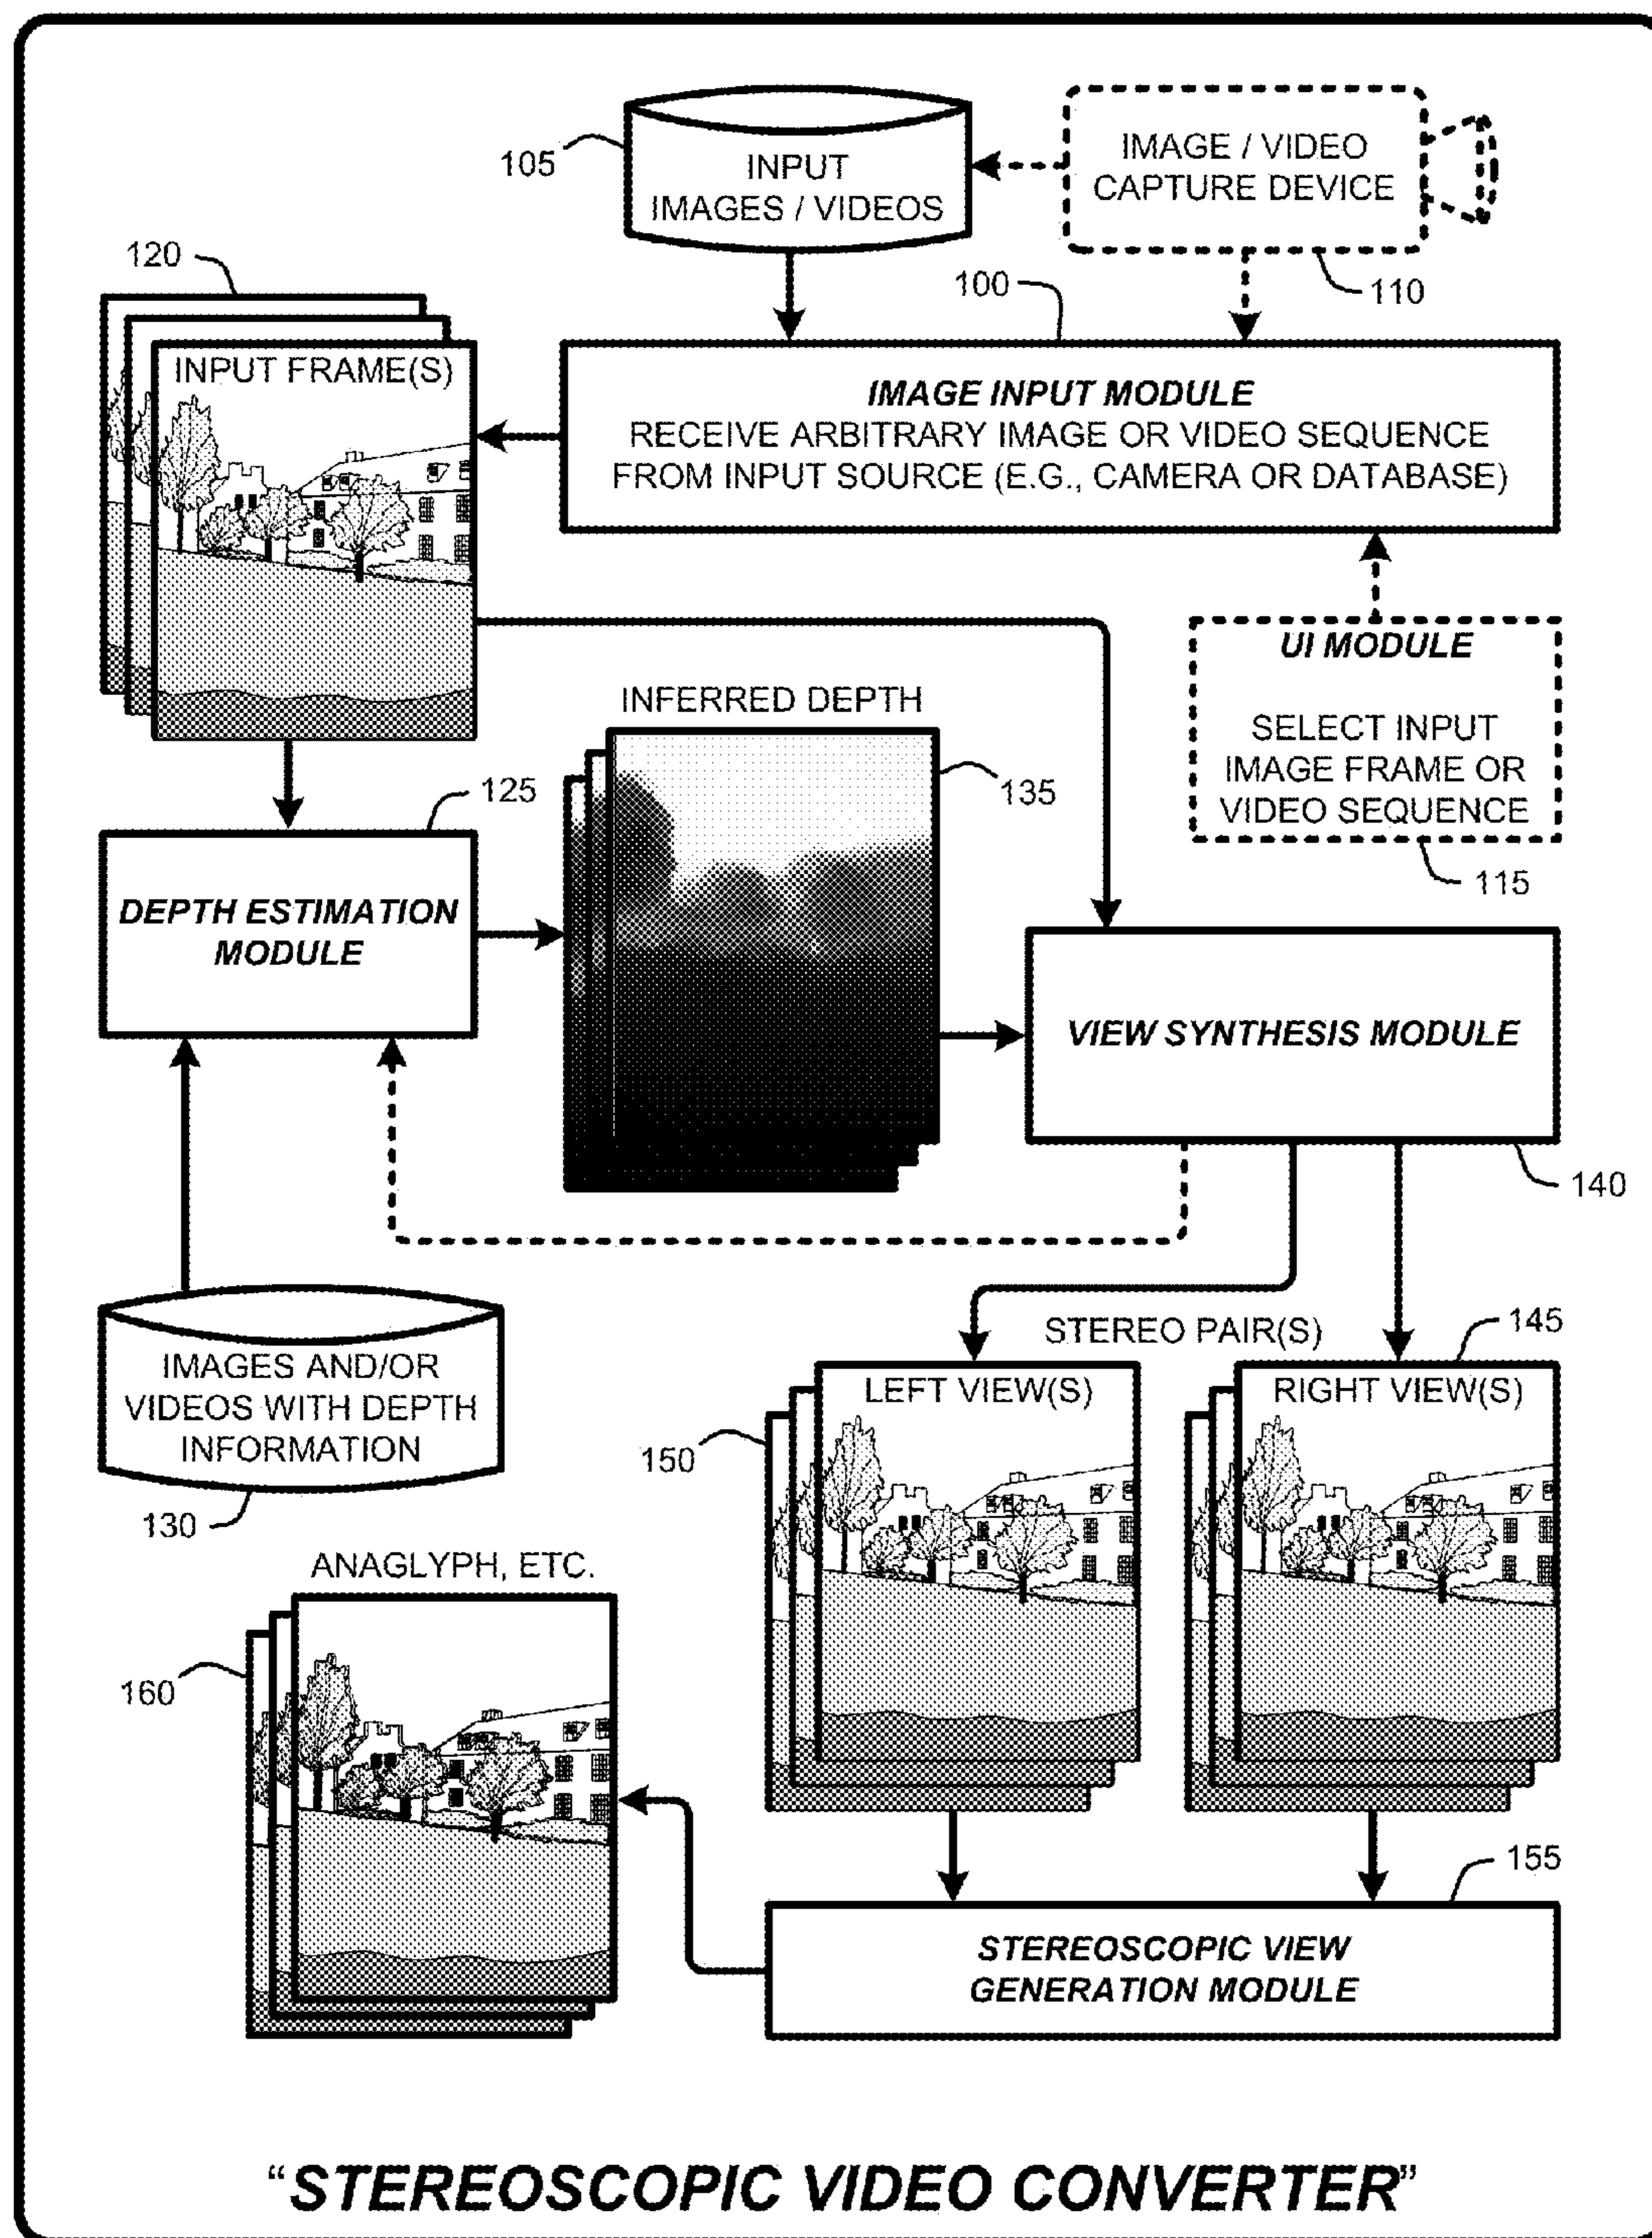 105
INPUT
IMAGES / VIDEOS
IMAGE / VIDEO
CAPTURE DEVICE
110
120
100
INPUT FRAME(S)
IMAGE INPUT MODULE
RECEIVE ARBITRARY IMAGE OR VIDEO SEQUENCE
FROM INPUT SOURCE (E.G., CAMERA OR DATABASE)
UI MODULE
SELECT INPUT
IMAGE FRAME OR
VIDEO SEQUENCE
115
INFERRED DEPTH
135
125
DEPTH ESTIMATION
MODULE
VIEW SYNTHESIS MODULE
140
IMAGES AND/OR
VIDEOS WITH DEPTH
INFORMATION
130
STEREO PAIR(S)
145
LEFT VIEW(S)
RIGHT VIEW(S)
150
ANAGLYPH, ETC.
160
155
STEREOSCOPIC VIEW
GENERATION MODULE
“STEREOSCOPIC VIDEO CONVERTER”